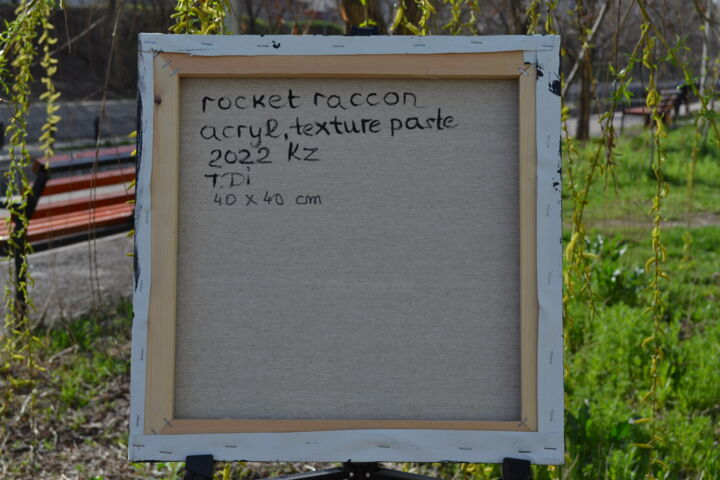 rocket raccon
acryl, texture paste
2022 KZ
T.Di
40 x 40 cm